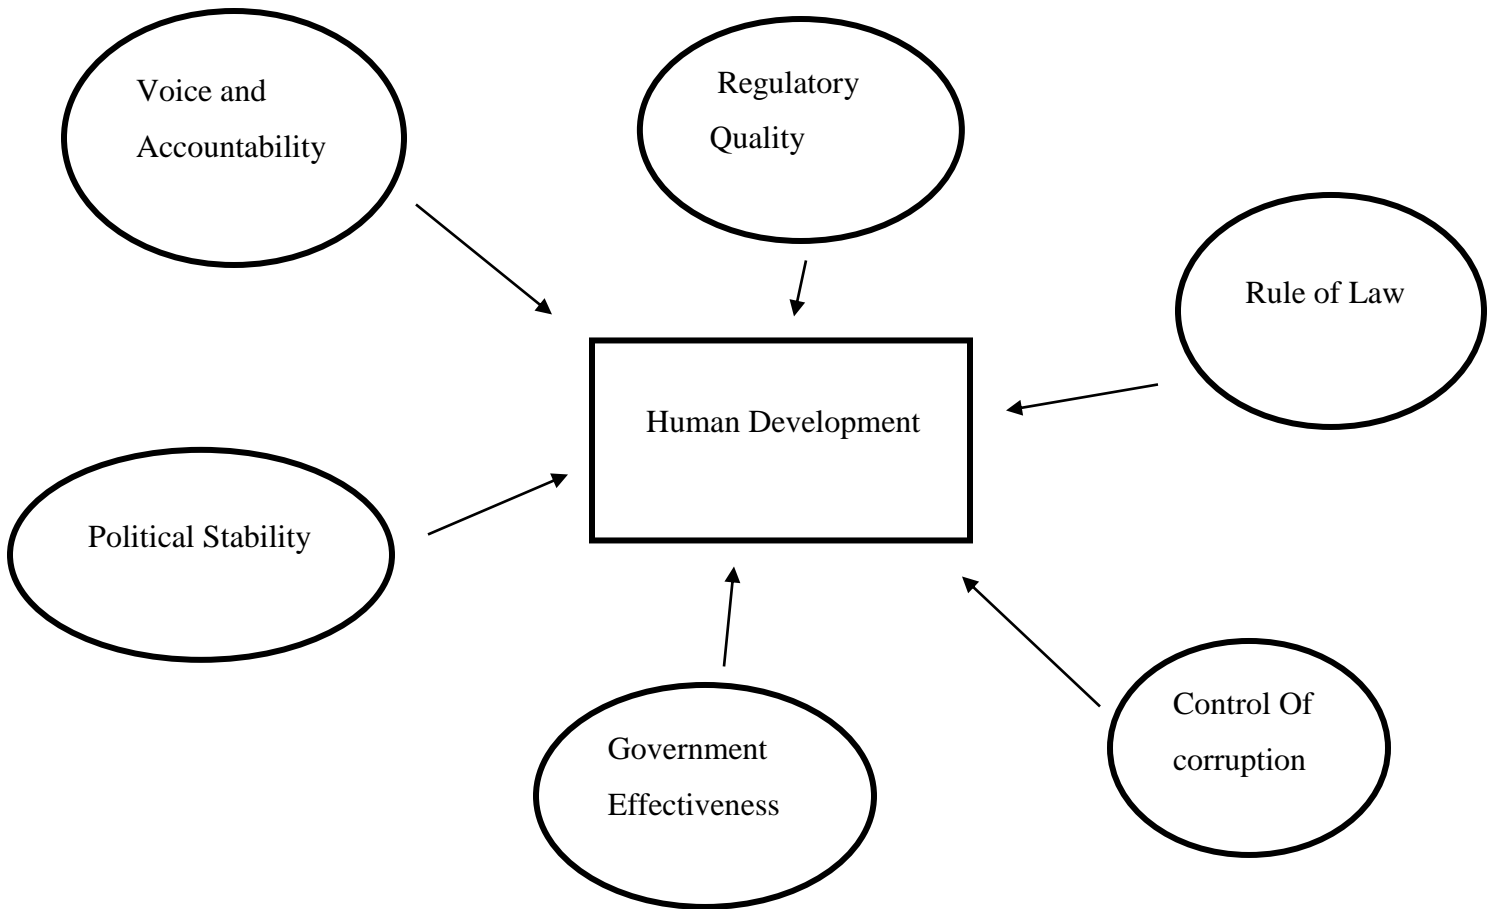 Voice and
Accountability
Regulatory
Quality
Rule of Law
Human Development
Political Stability
Government
Effectiveness
Control Of
corruption